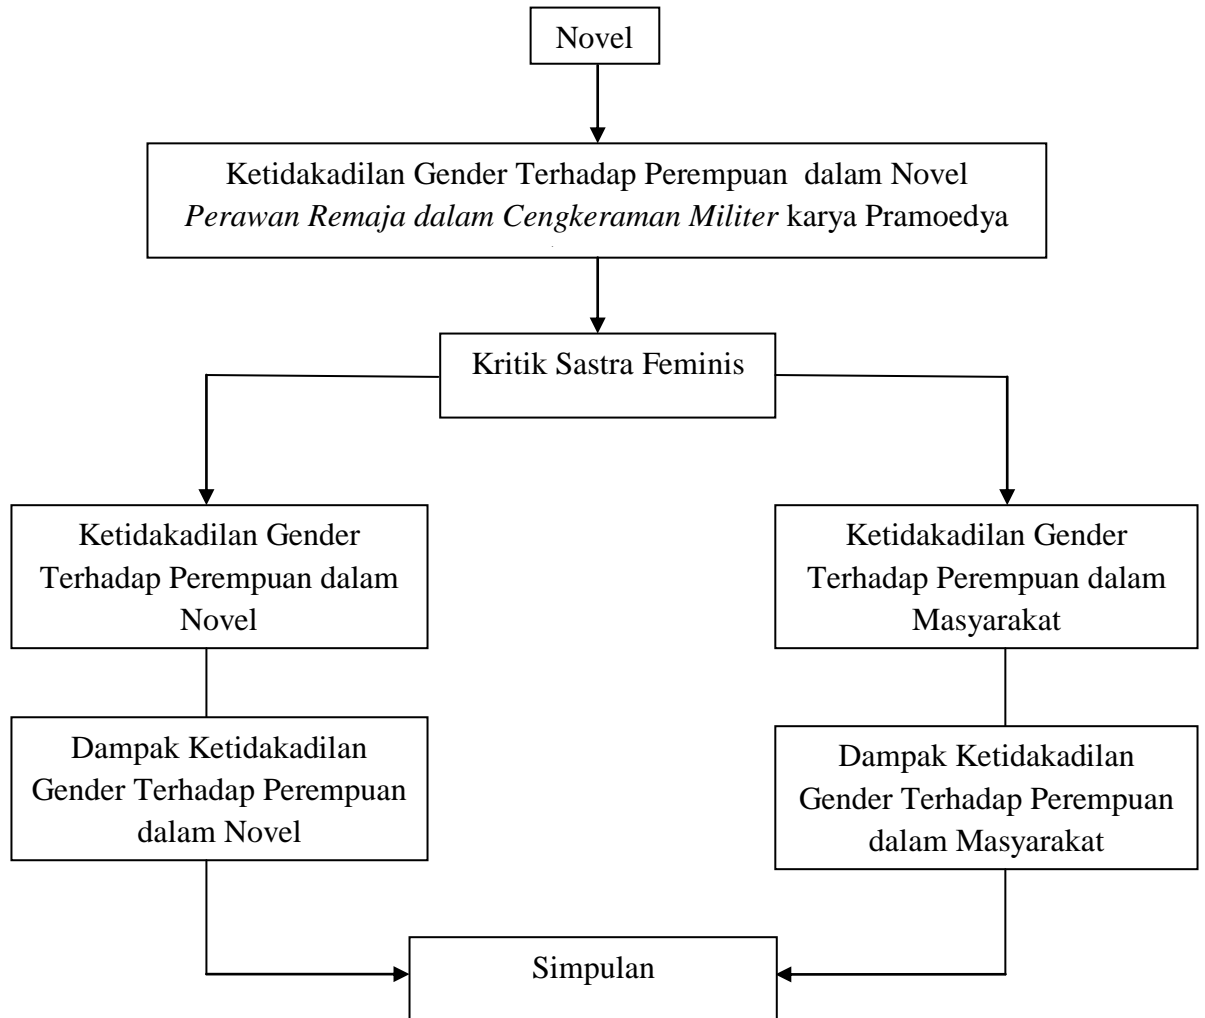 Novel
Ketidakadilan Gender Terhadap Perempuan dalam Novel
Perawan Remaja dalam Cengkeraman Militer karya Pramoedya
Kritik Sastra Feminis
Ketidakadilan Gender
Terhadap Perempuan dalam
Novel
Ketidakadilan Gender
Terhadap Perempuan dalam
Masyarakat
Dampak Ketidakadilan
Gender Terhadap Perempuan
dalam Novel
Dampak Ketidakadilan
Gender Terhadap Perempuan
dalam Masyarakat
Simpulan